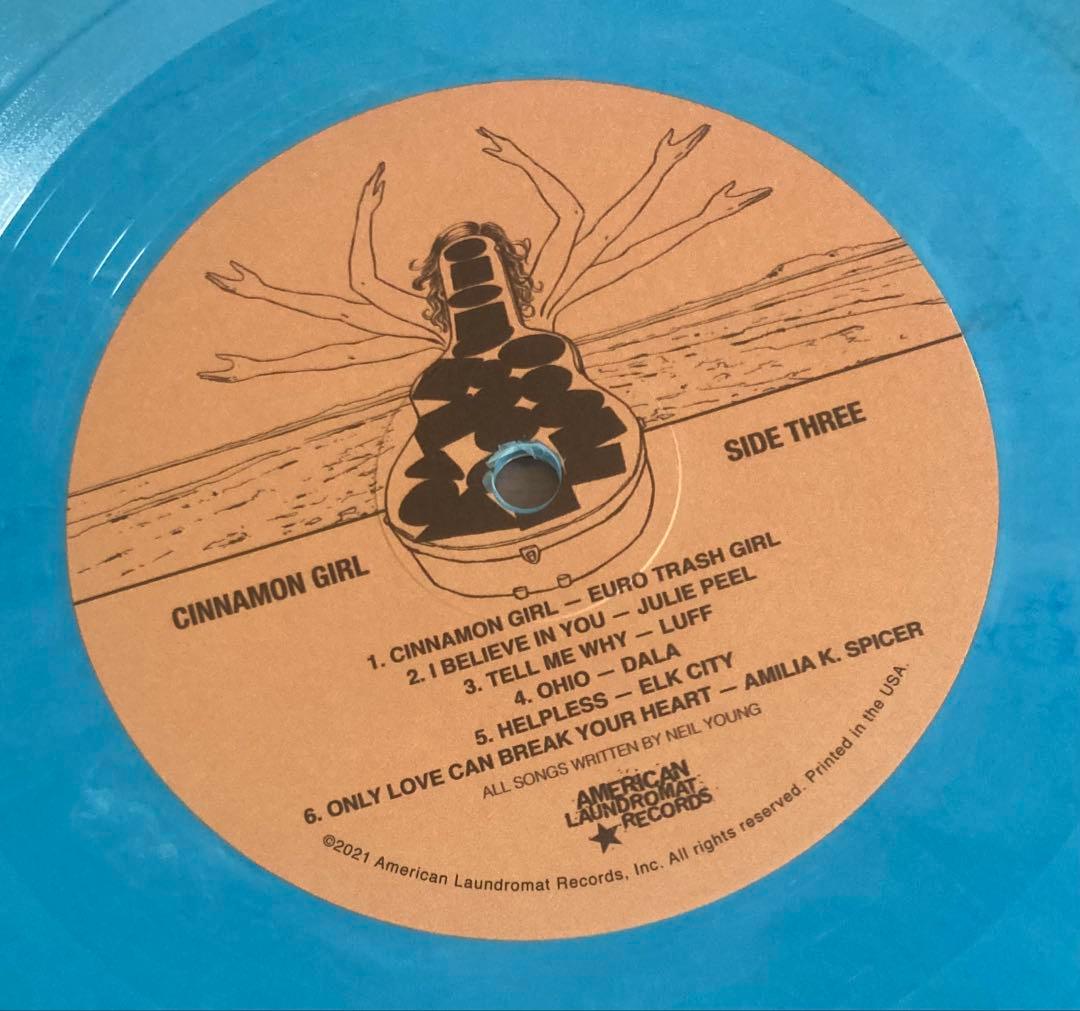 CINNAMON GIRL
SIDE THREE
1. CINNAMON GIRL — EURO TRASH GIRL
2. I BELIEVE IN YOU — JULIE PEEL
3. TELL ME WHY — LUFF
4. OHIO — DALA
5. HELPLESS — ELK CITY
6. ONLY LOVE CAN BREAK YOUR HEART — AMILIA K. SPICER
ALL SONGS WRITTEN BY NEIL YOUNG
AMERICAN
LAUNDROMAT
RECORDS
©2021 American Laundromat Records, Inc. All rights reserved. Printed in the USA.